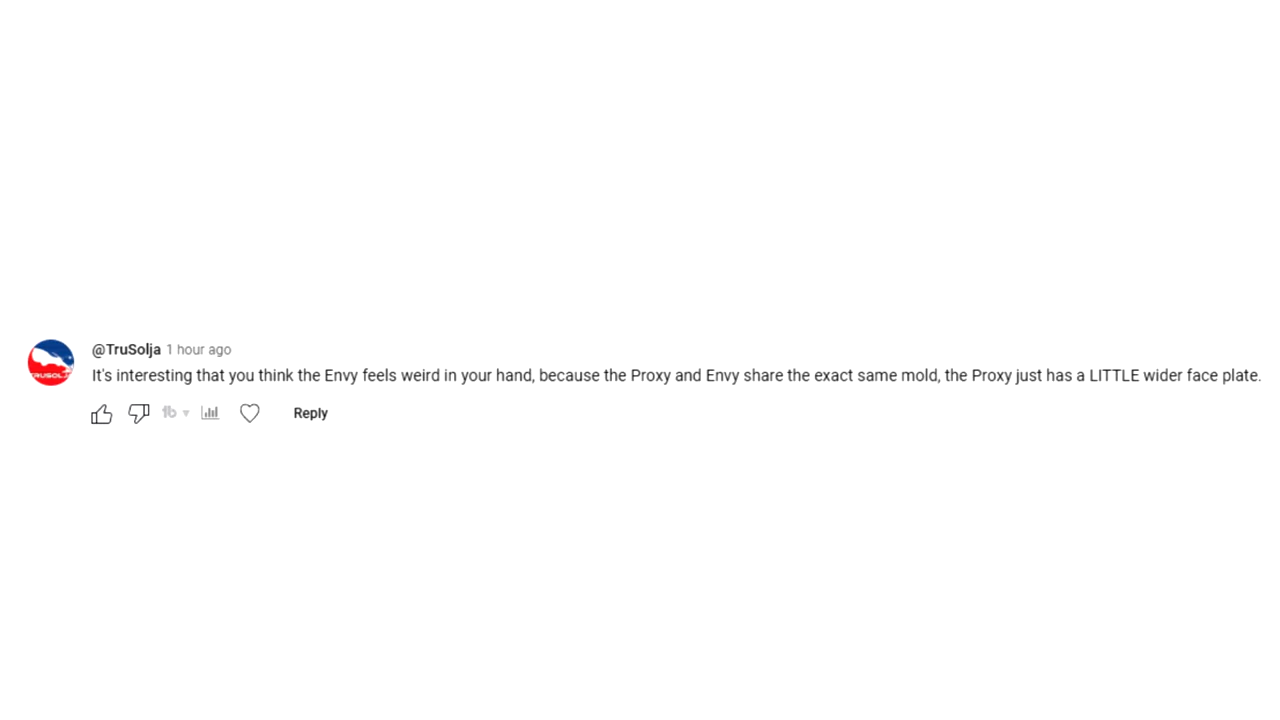 @TruSolja 1 hour ago
It's interesting that you think the Envy feels weird in your hand, because the Proxy and Envy share the exact same mold, the Proxy just has a LITTLE wider face plate.
Reply